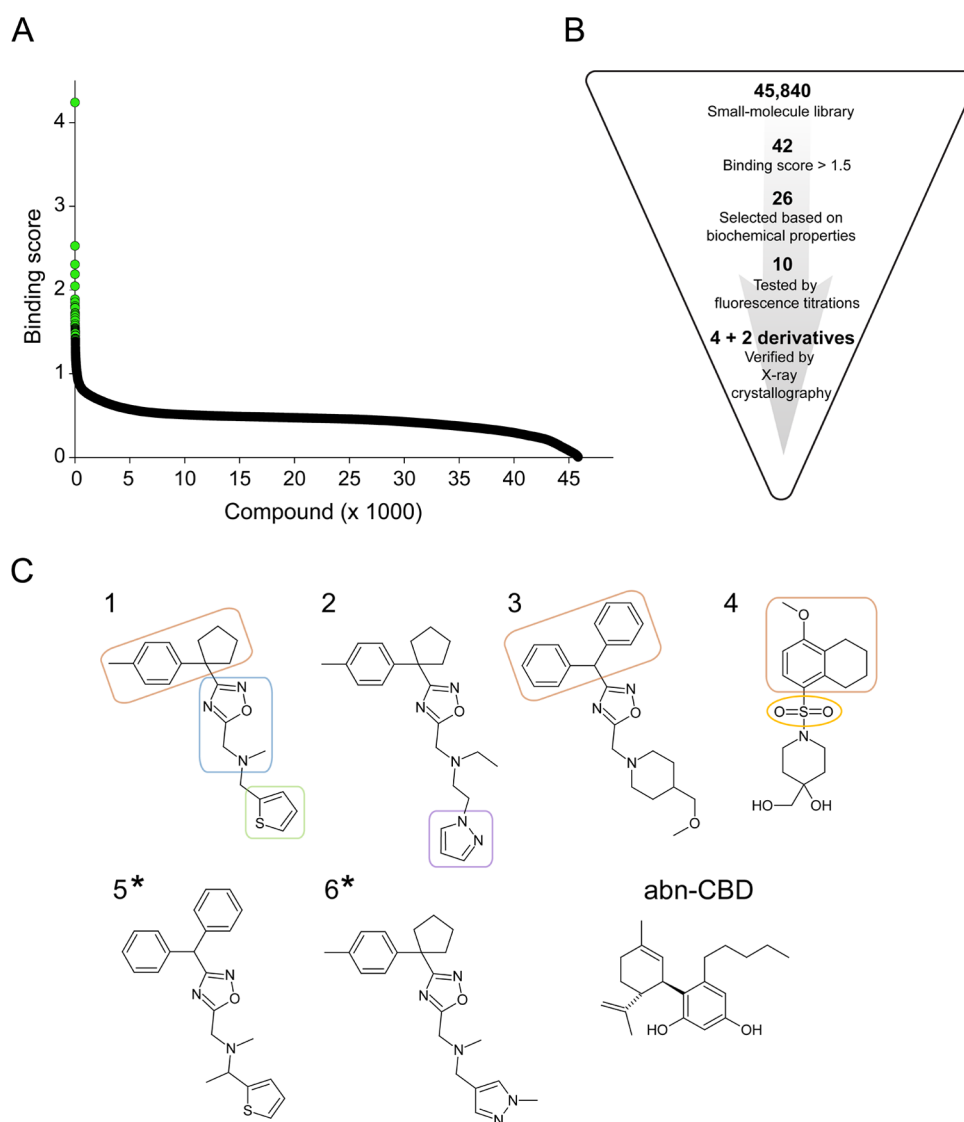 A
Binding score
4
3
2
1
0
0 5 10 15 20 25 30 35 40 45
Compound (x 1000)
B
45,840
Small-molecule library
42
Binding score > 1.5
26
Selected based on
biochemical properties
10
Tested by
fluorescence titrations
4 + 2 derivatives
Verified by
X-ray
crystallography
C
1
N
N
O
N
S
2
N
N
O
N
N
N
3
N
N
O
N
O
4
O
O=S=O
N
HO
OH
5*
N
N
O
N
S
6*
N
N
O
N
N
N
abn-CBD
HO
OH